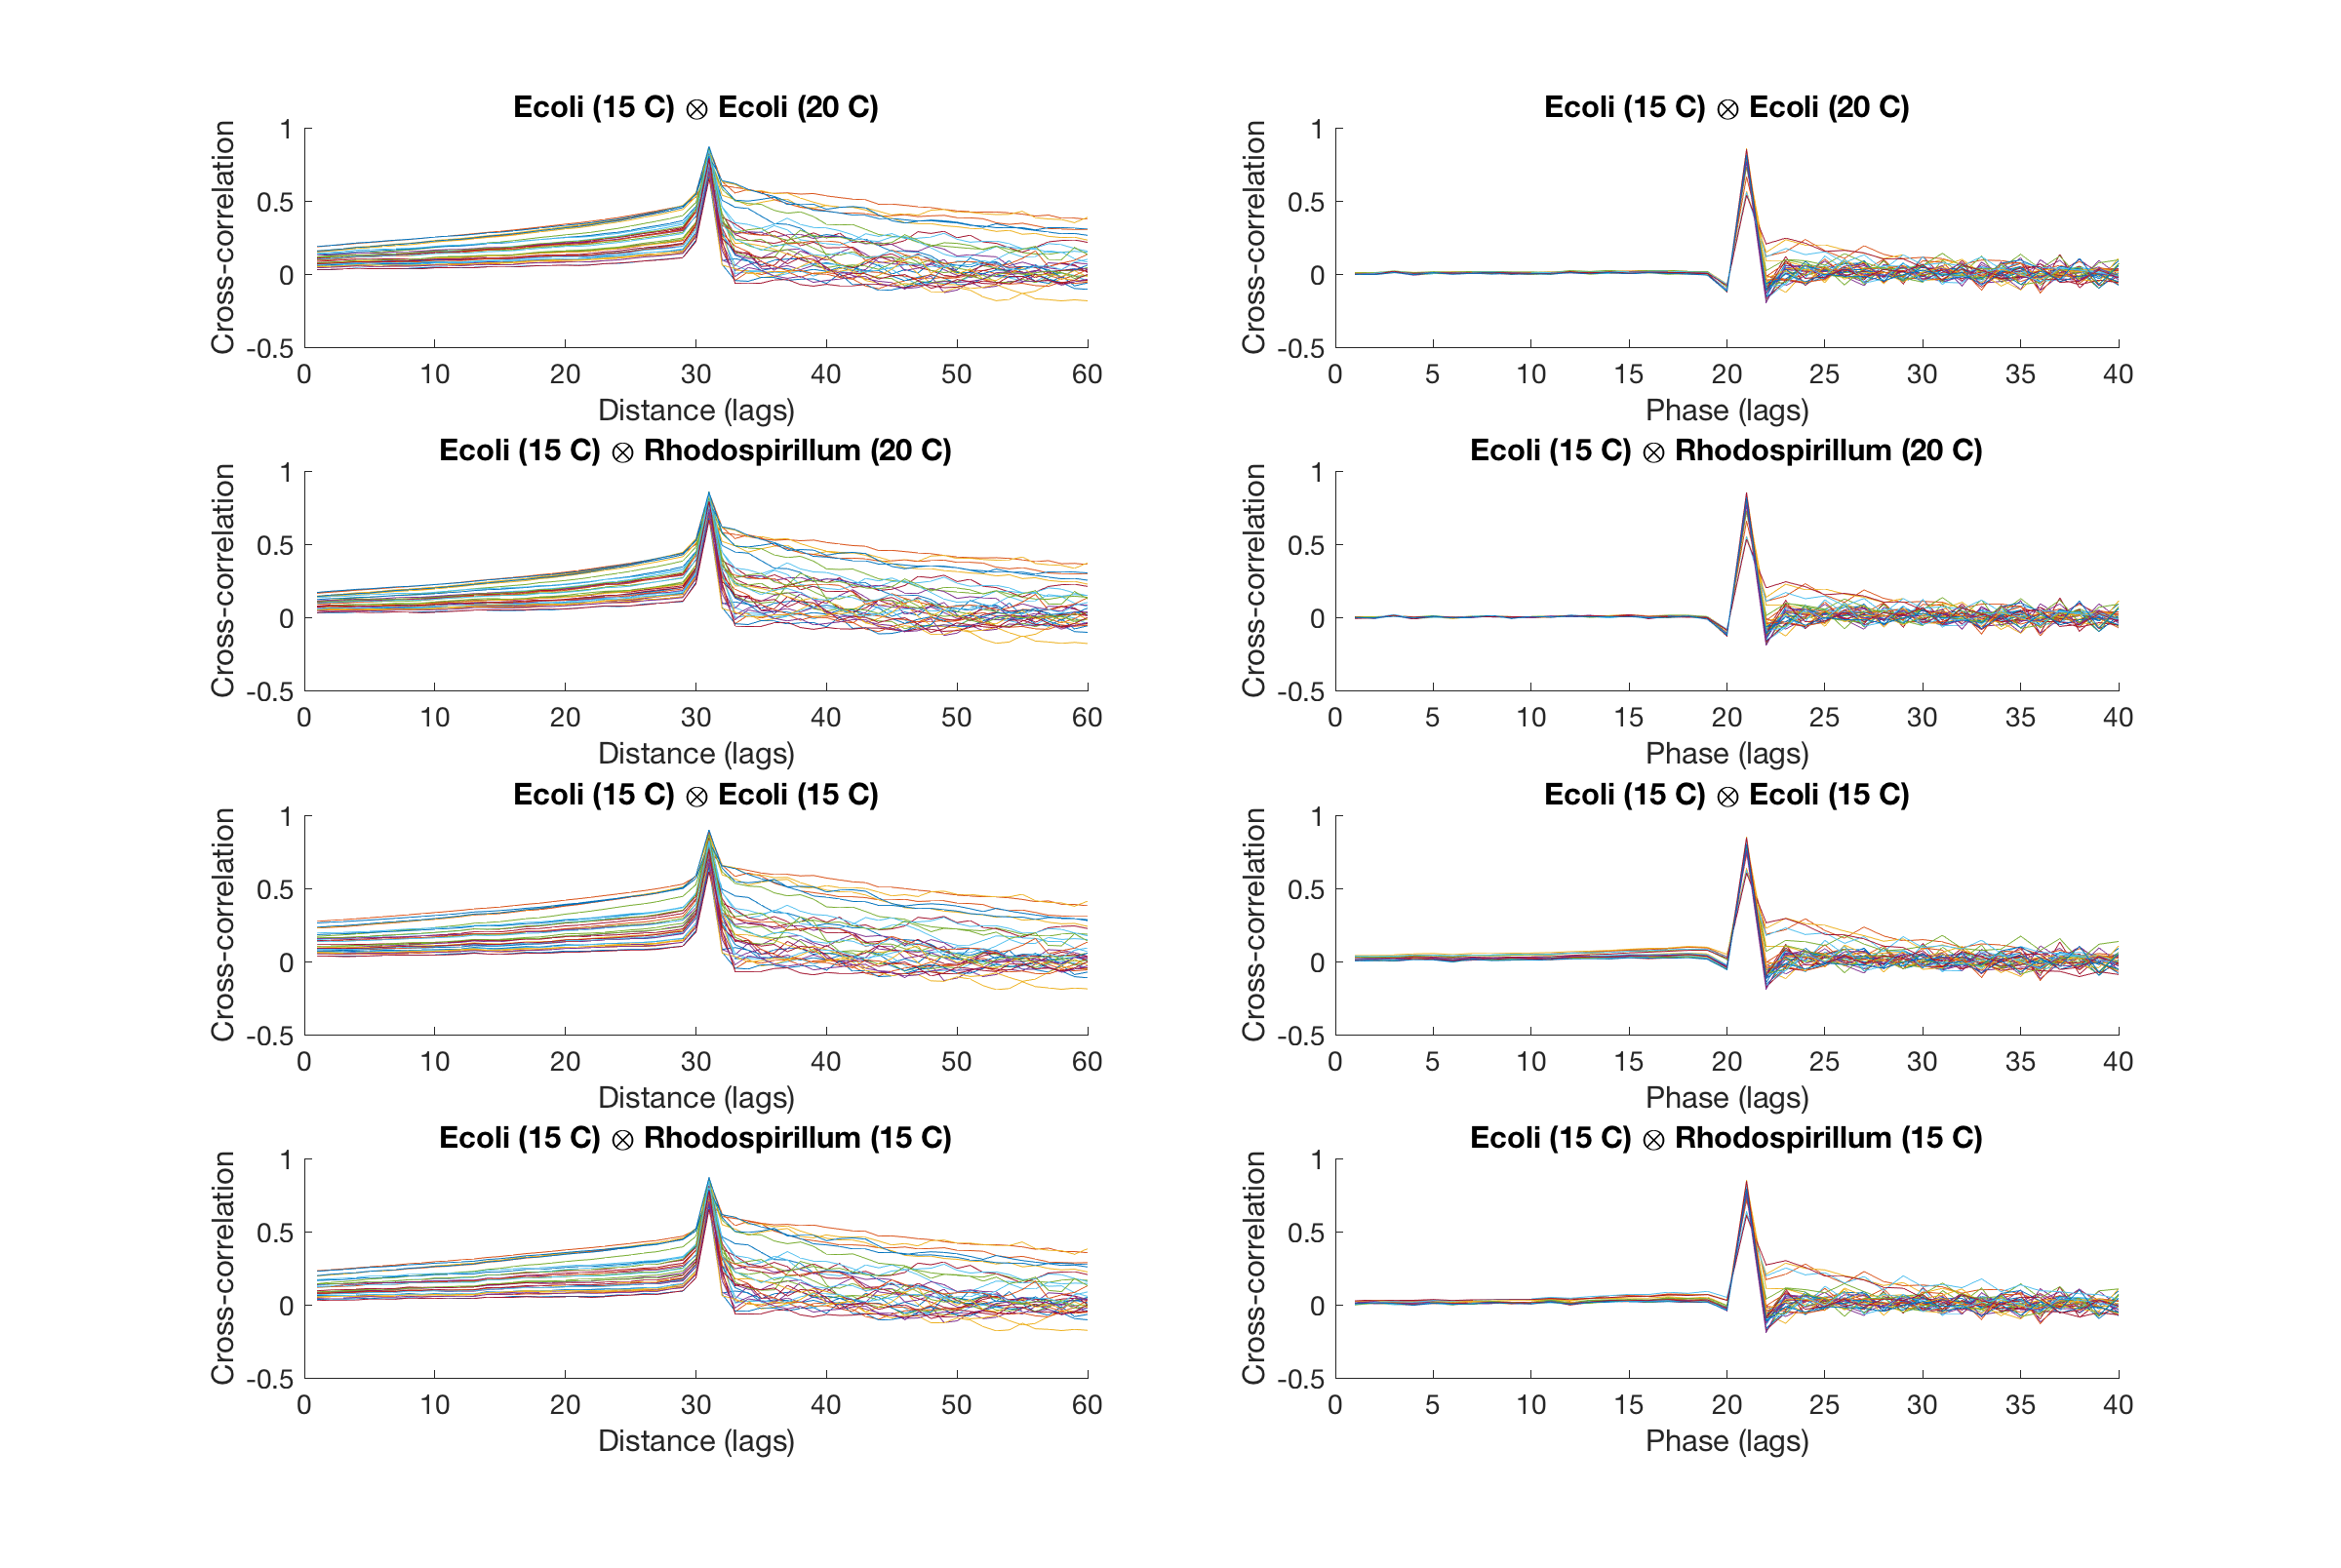 Ecoli (15 C) ⊗ Ecoli (20 C)
Cross-correlation
1
0.5
0
-0.5
0 10 20 30 40 50 60
Distance (lags)
Ecoli (15 C) ⊗ Ecoli (20 C)
Cross-correlation
1
0.5
0
-0.5
0 5 10 15 20 25 30 35 40
Phase (lags)
Ecoli (15 C) ⊗ Rhodospirillum (20 C)
Cross-correlation
1
0.5
0
-0.5
0 10 20 30 40 50 60
Distance (lags)
Ecoli (15 C) ⊗ Rhodospirillum (20 C)
Cross-correlation
1
0.5
0
-0.5
0 5 10 15 20 25 30 35 40
Phase (lags)
Ecoli (15 C) ⊗ Ecoli (15 C)
Cross-correlation
1
0.5
0
-0.5
0 10 20 30 40 50 60
Distance (lags)
Ecoli (15 C) ⊗ Ecoli (15 C)
Cross-correlation
1
0.5
0
-0.5
0 5 10 15 20 25 30 35 40
Phase (lags)
Ecoli (15 C) ⊗ Rhodospirillum (15 C)
Cross-correlation
1
0.5
0
-0.5
0 10 20 30 40 50 60
Distance (lags)
Ecoli (15 C) ⊗ Rhodospirillum (15 C)
Cross-correlation
1
0.5
0
-0.5
0 5 10 15 20 25 30 35 40
Phase (lags)